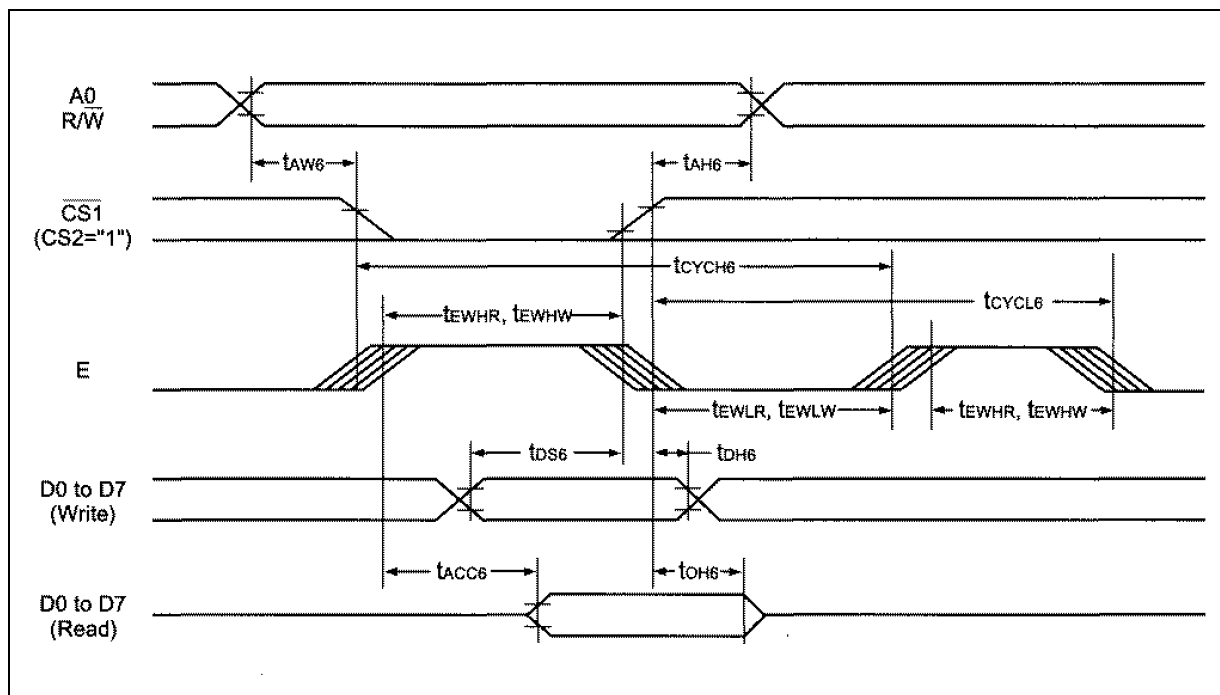 A0
R/W̅
tAW6
tAH6
C̅S̅1̅
(CS2="1")
tCYCH6
tCYCL6
tEWHR, tEWHW
E
tEWLR, tEWLW
tEWHR, tEWHW
tDS6
tDH6
D0 to D7
(Write)
tACC6
tOH6
D0 to D7
(Read)